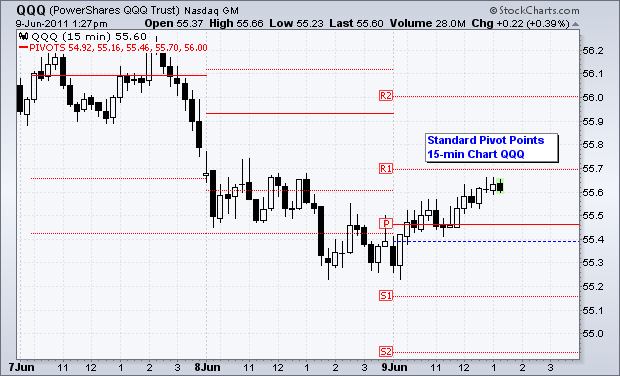 QQQ (PowerShares QQQ Trust) Nasdaq GM
© StockCharts.com
9-Jun-2011 1:27pm
Open 55.37 High 55.66 Low 55.23 Last 55.60 Volume 28.0M Chg +0.22 (+0.39%)
QQQ (15 min) 55.60
PIVOTS 54.92, 55.16, 55.46, 55.70, 56.00
56.2
56.1
R2
56.0
55.9
Standard Pivot Points
15-min Chart QQQ
55.8
R1
55.7
55.6
55.5
P
55.4
55.3
55.2
S1
55.1
55.0
S2
7Jun 11 12 1 2 3 8Jun 11 12 1 2 3 9Jun 11 12 1 2 3